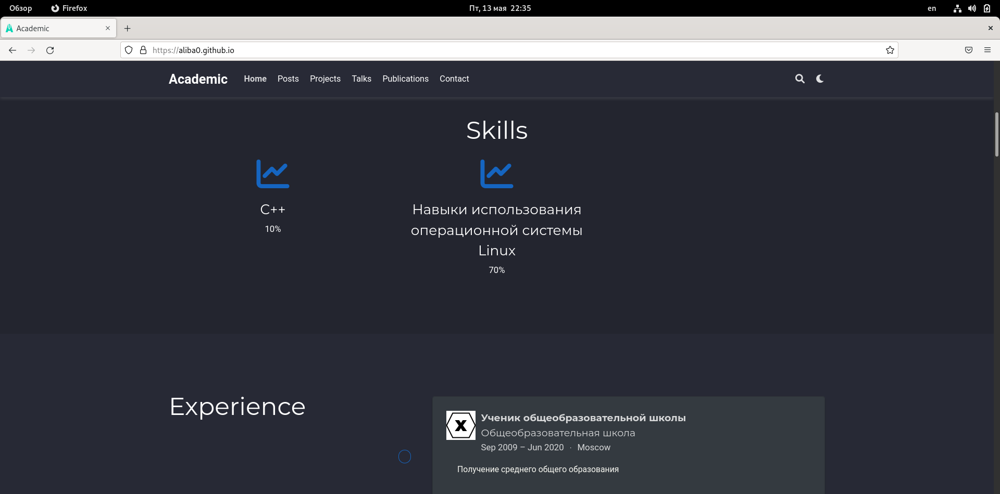 Обзор Firefox Пт, 13 мая 22:35 en
Academic
https://aliba0.github.io
Academic Home Posts Projects Talks Publications Contact
Skills
C++
10%
Навыки использования
операционной системы
Linux
70%
Experience
X
Ученик общеобразовательной школы
Общеобразовательная школа
Sep 2009 – Jun 2020 · Moscow
Получение среднего общего образования